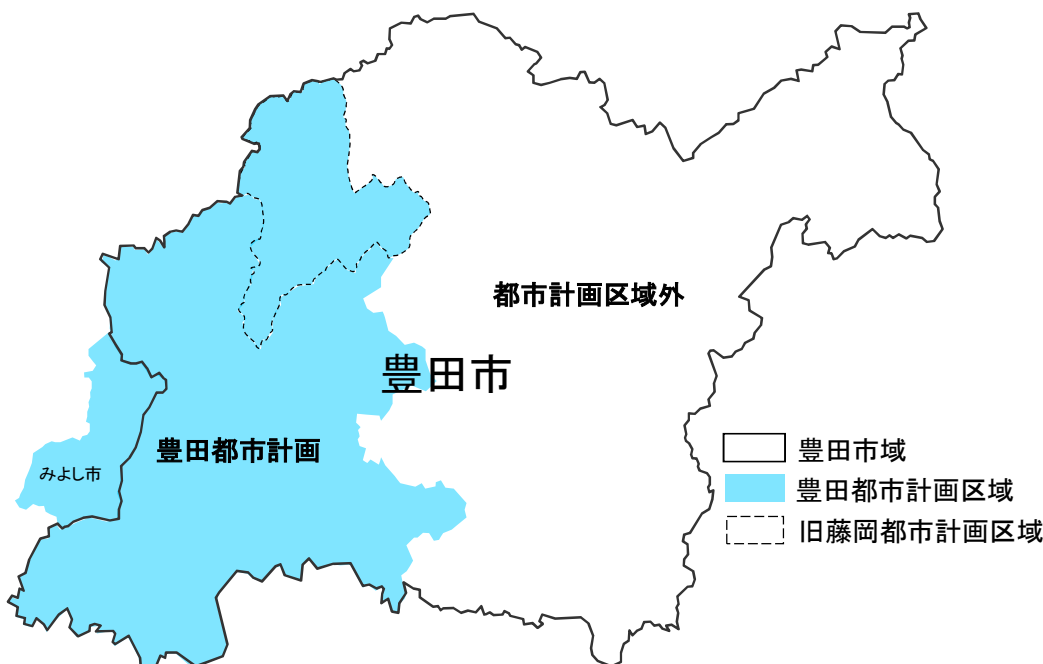 都市計画区域外
豊田市
豊田都市計画
みよし市
豊田市域
豊田都市計画区域
旧藤岡都市計画区域